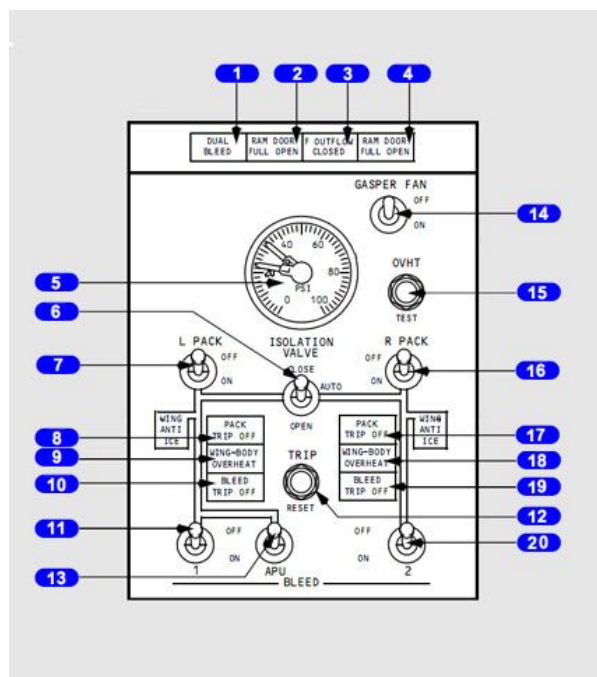 1
2
3
4
DUAL
BLEED
RAM DOOR
FULL OPEN
F OUTFLOW
CLOSED
RAM DOOR
FULL OPEN
GASPER FAN
OFF
ON
14
40 60
20 80
PSI
0 100
5
OVHT
TEST
15
6
L PACK
OFF
ON
7
ISOLATION
VALVE
CLOSE
AUTO
OPEN
R PACK
OFF
ON
16
WING
ANTI
ICE
WING
ANTI
ICE
8
PACK
TRIP OFF
9
WING-BODY
OVERHEAT
10
BLEED
TRIP OFF
TRIP
RESET
PACK
TRIP OFF
17
WING-BODY
OVERHEAT
18
BLEED
TRIP OFF
19
12
11
OFF
ON
1
13
APU
OFF
ON
2
20
BLEED